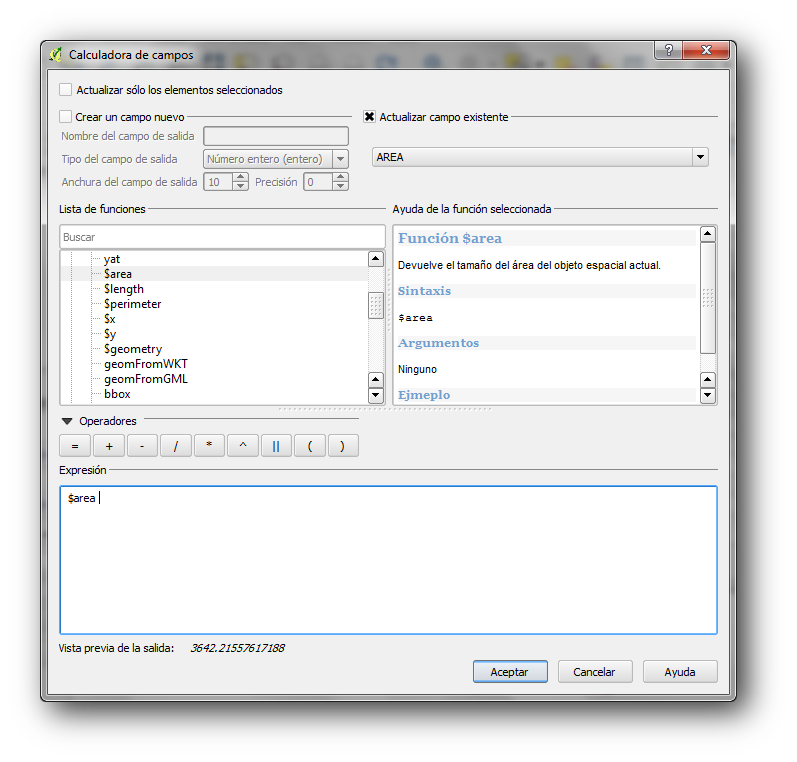 Calculadora de campos
?
Actualizar sólo los elementos seleccionados
Crear un campo nuevo
Nombre del campo de salida
Tipo del campo de salida Número entero (entero)
Anchura del campo de salida 10 Precisión 0
Actualizar campo existente
AREA
Lista de funciones
Buscar
yat
$area
$length
$perimeter
$x
$y
$geometry
geomFromWKT
geomFromGML
bbox
Ayuda de la función seleccionada
Función $area
Devuelve el tamaño del área del objeto espacial actual.
Sintaxis
$area
Argumentos
Ninguno
Ejmeplo
Operadores
= + - / * ^ || ( )
Expresión
$area
Vista previa de la salida: 3642.21557617188
Aceptar Cancelar Ayuda